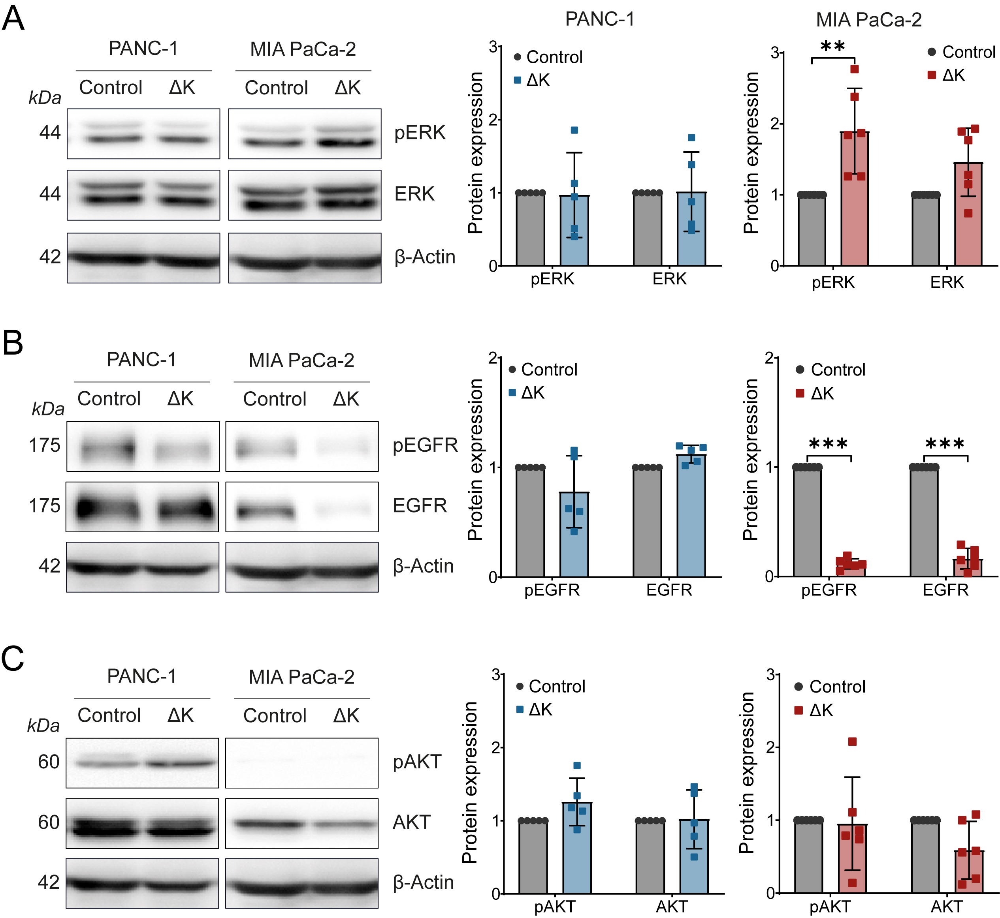 A
PANC-1 MIA PaCa-2
Control ΔK Control ΔK
kDa
44 pERK
44 ERK
42 β-Actin
PANC-1
Protein expression
3
2
1
0
Control
ΔK
pERK ERK
MIA PaCa-2
Protein expression
3
2
1
0
**
Control
ΔK
pERK ERK
B
PANC-1 MIA PaCa-2
Control ΔK Control ΔK
kDa
175 pEGFR
175 EGFR
42 β-Actin
Protein expression
2
1
0
Control
ΔK
pEGFR EGFR
Protein expression
2
1
0
Control
ΔK
*** ***
pEGFR EGFR
C
PANC-1 MIA PaCa-2
Control ΔK Control ΔK
kDa
60 pAKT
60 AKT
42 β-Actin
Protein expression
3
2
1
0
Control
ΔK
pAKT AKT
Protein expression
3
2
1
0
Control
ΔK
pAKT AKT